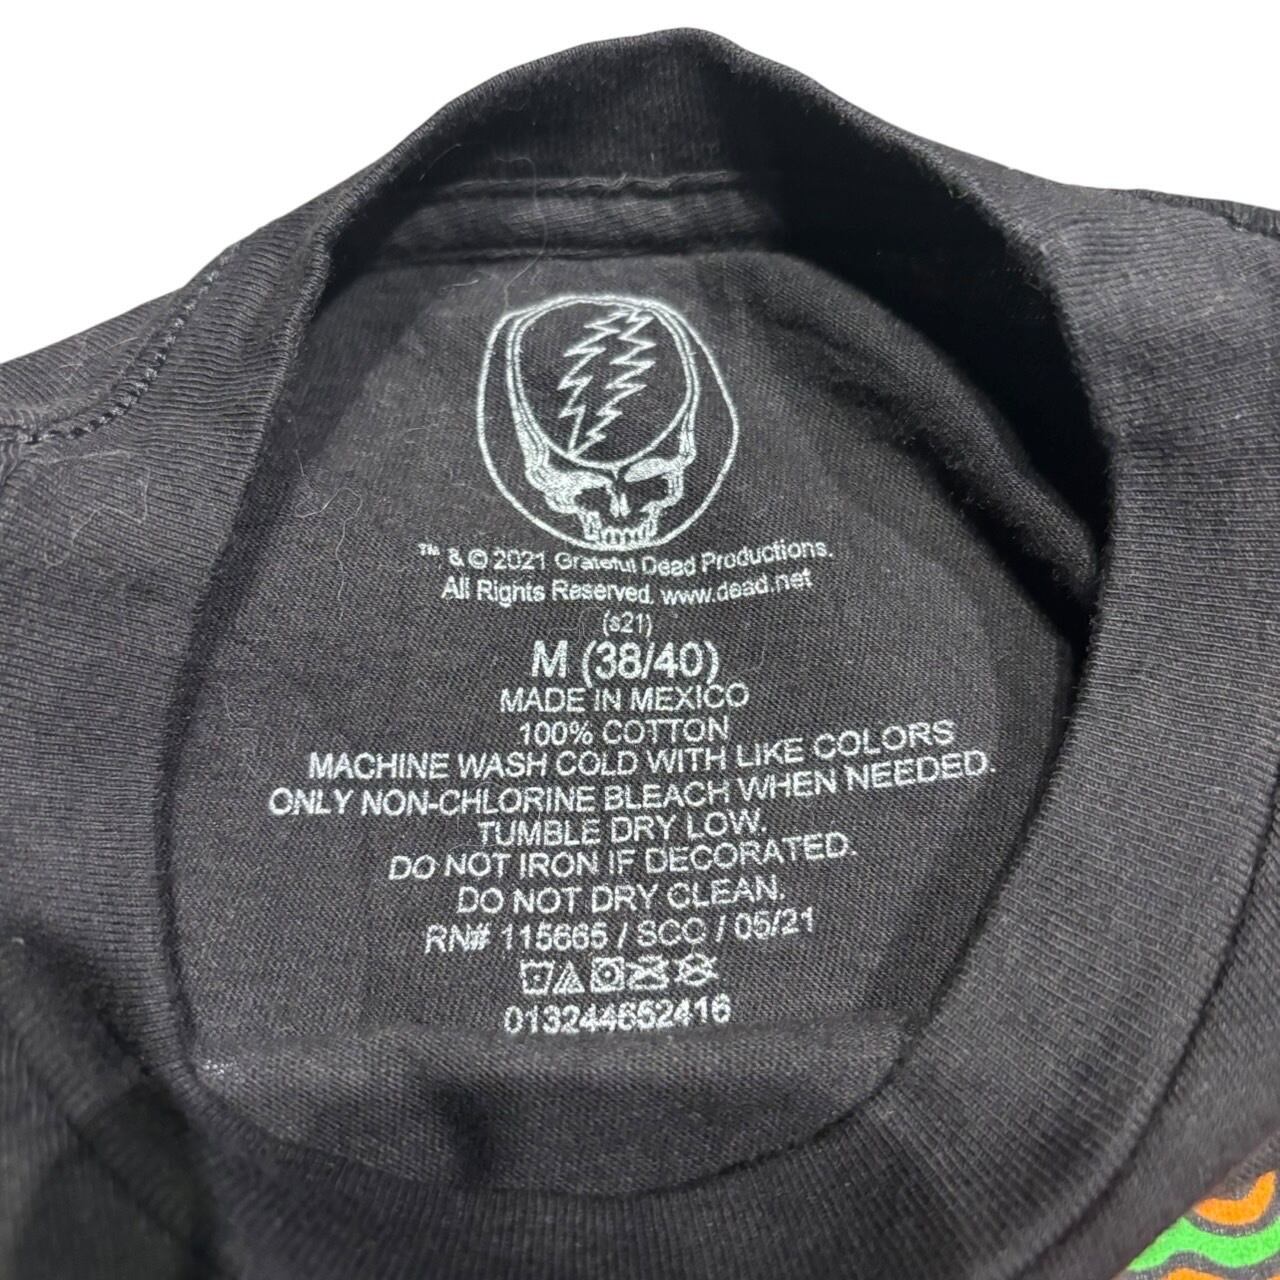 ™ & © 2021 Grateful Dead Productions.
All Rights Reserved. www.dead.net
(s21)
M (38/40)
MADE IN MEXICO
100% COTTON
MACHINE WASH COLD WITH LIKE COLORS
ONLY NON-CHLORINE BLEACH WHEN NEEDED.
TUMBLE DRY LOW.
DO NOT IRON IF DECORATED.
DO NOT DRY CLEAN.
RN# 115665 / SCC / 05/21
013244652416